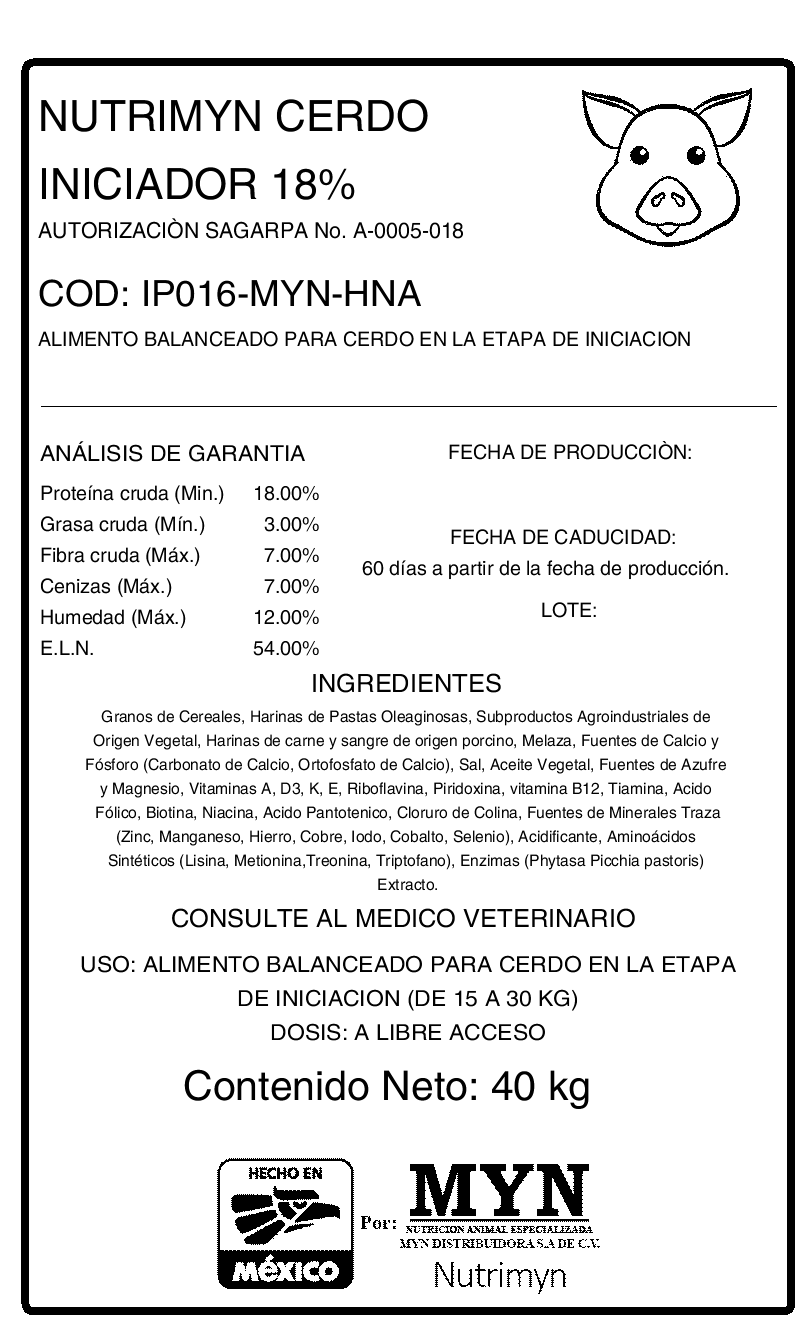 NUTRIMYN CERDO
INICIADOR 18%
AUTORIZACIÒN SAGARPA No. A-0005-018
COD: IP016-MYN-HNA
ALIMENTO BALANCEADO PARA CERDO EN LA ETAPA DE INICIACION
ANÁLISIS DE GARANTIA
Proteína cruda (Min.) 18.00%
Grasa cruda (Mín.) 3.00%
Fibra cruda (Máx.) 7.00%
Cenizas (Máx.) 7.00%
Humedad (Máx.) 12.00%
E.L.N. 54.00%
FECHA DE PRODUCCIÒN:
FECHA DE CADUCIDAD:
60 días a partir de la fecha de producción.
LOTE:
INGREDIENTES
Granos de Cereales, Harinas de Pastas Oleaginosas, Subproductos Agroindustriales de
Origen Vegetal, Harinas de carne y sangre de origen porcino, Melaza, Fuentes de Calcio y
Fósforo (Carbonato de Calcio, Ortofosfato de Calcio), Sal, Aceite Vegetal, Fuentes de Azufre
y Magnesio, Vitaminas A, D3, K, E, Riboflavina, Piridoxina, vitamina B12, Tiamina, Acido
Fólico, Biotina, Niacina, Acido Pantotenico, Cloruro de Colina, Fuentes de Minerales Traza
(Zinc, Manganeso, Hierro, Cobre, Iodo, Cobalto, Selenio), Acidificante, Aminoácidos
Sintéticos (Lisina, Metionina,Treonina, Triptofano), Enzimas (Phytasa Picchia pastoris)
Extracto.
CONSULTE AL MEDICO VETERINARIO
USO: ALIMENTO BALANCEADO PARA CERDO EN LA ETAPA
DE INICIACION (DE 15 A 30 KG)
DOSIS: A LIBRE ACCESO
Contenido Neto: 40 kg
HECHO EN
MéXICO
Por:
MYN
NUTRICION ANIMAL ESPECIALIZADA
MYN DISTRIBUIDORA S.A DE C.V.
Nutrimyn